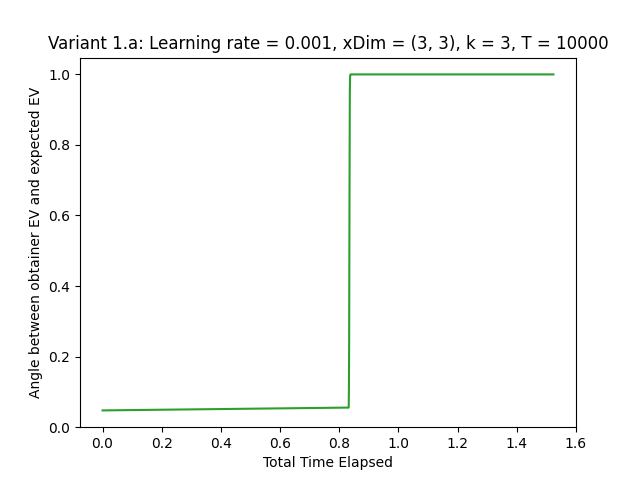 Variant 1.a: Learning rate = 0.001, xDim = (3, 3), k = 3, T = 10000
Angle between obtainer EV and expected EV
1.0
0.8
0.6
0.4
0.2
0.0
0.0 0.2 0.4 0.6 0.8 1.0 1.2 1.4 1.6
Total Time Elapsed